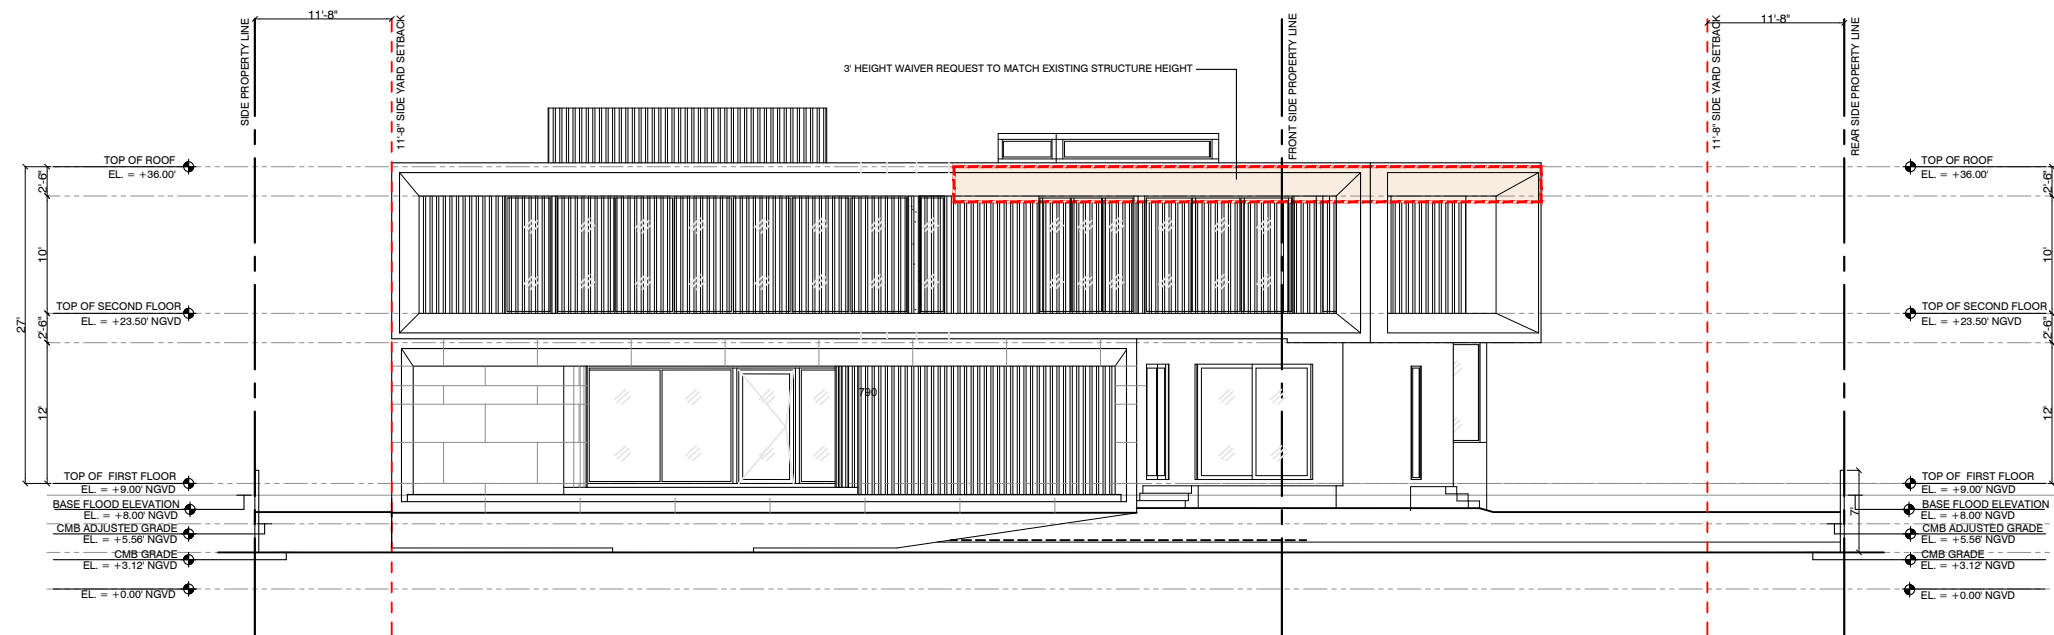 11'-8"
11'-8"
SIDE PROPERTY LINE
11'-8" SIDE YARD SETBACK
3' HEIGHT WAIVER REQUEST TO MATCH EXISTING STRUCTURE HEIGHT
FRONT SIDE PROPERTY LINE
11'-8" SIDE YARD SETBACK
REAR SIDE PROPERTY LINE
TOP OF ROOF
EL. = +36.00'
2'-6"
10'
TOP OF SECOND FLOOR
EL. = +23.50' NGVD
27'
2'-6"
12'
TOP OF FIRST FLOOR
EL. = +9.00' NGVD
BASE FLOOD ELEVATION
EL. = +8.00' NGVD
CMB ADJUSTED GRADE
EL. = +5.56' NGVD
CMB GRADE
EL. = +3.12' NGVD
EL. = +0.00' NGVD
790
TOP OF ROOF
EL. = +36.00'
2'-6"
10'
TOP OF SECOND FLOOR
EL. = +23.50' NGVD
2'-6"
12'
TOP OF FIRST FLOOR
EL. = +9.00' NGVD
7'
BASE FLOOD ELEVATION
EL. = +8.00' NGVD
CMB ADJUSTED GRADE
EL. = +5.56' NGVD
CMB GRADE
EL. = +3.12' NGVD
EL. = +0.00' NGVD